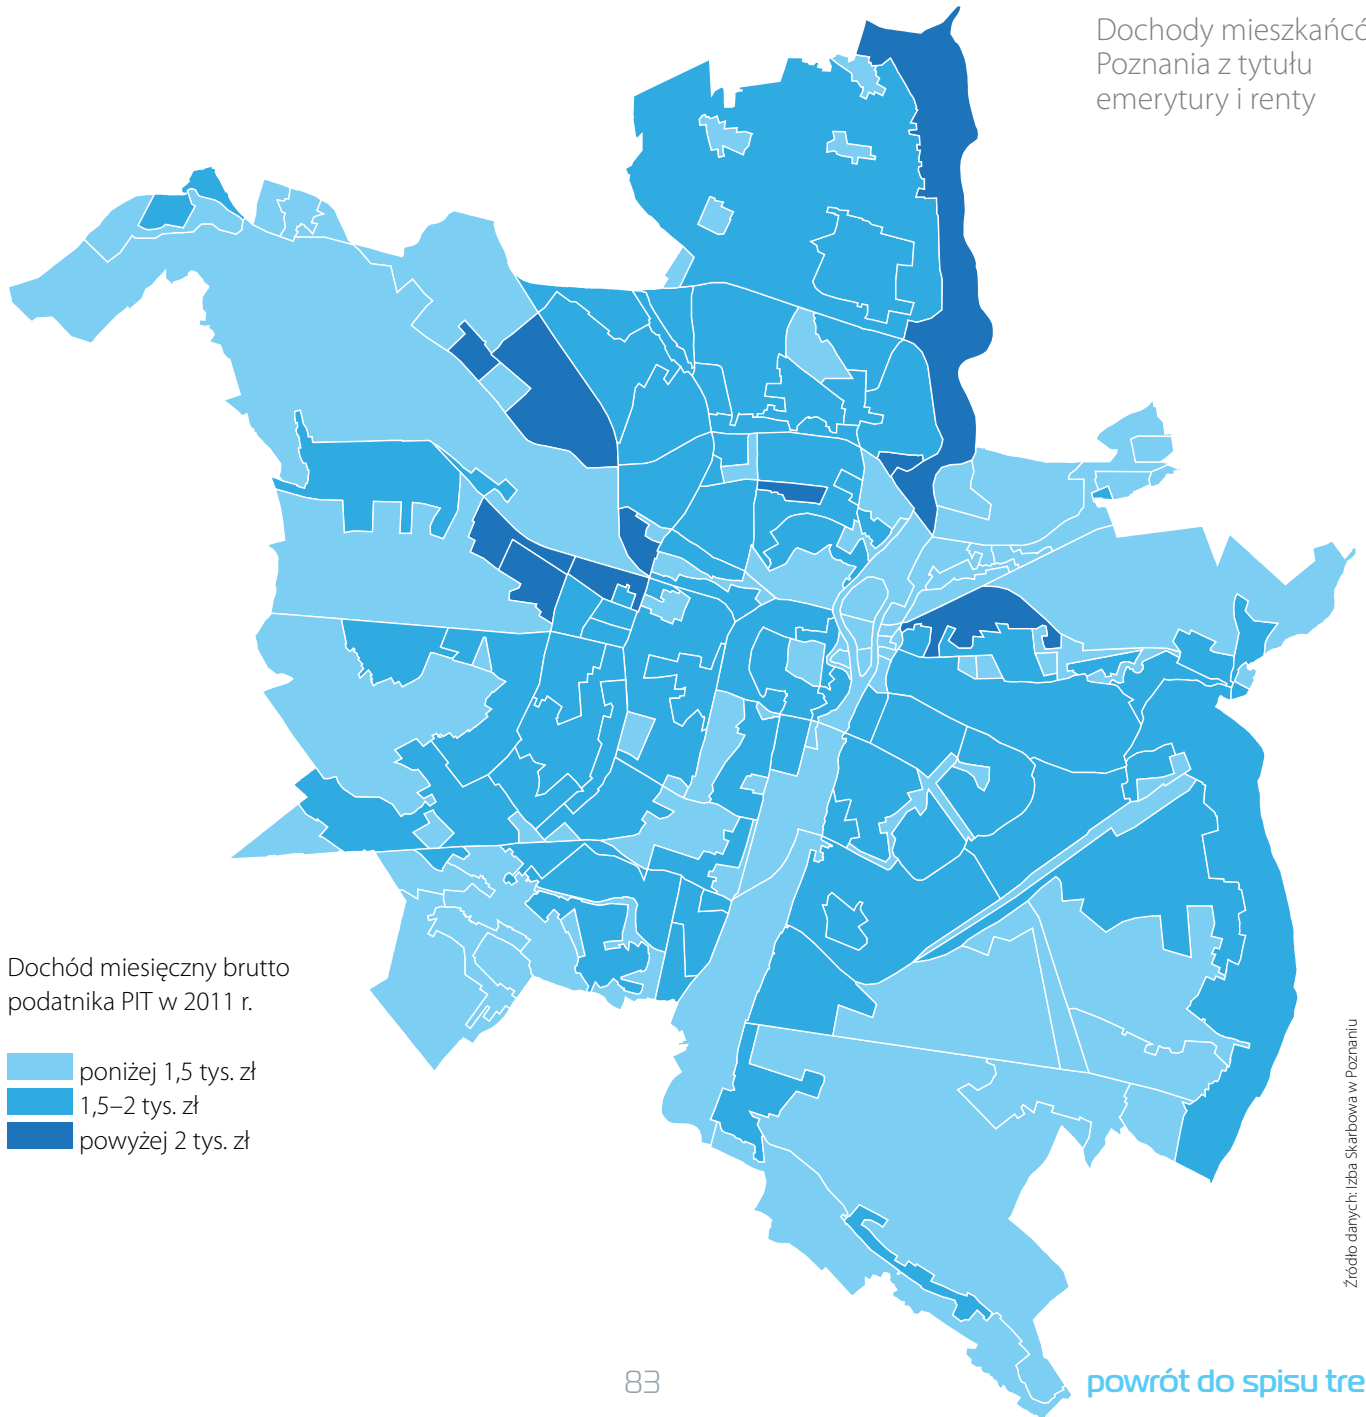 Dochody mieszkańcó
Poznania z tytułu
emerytury i renty
Dochód miesięczny brutto
podatnika PIT w 2011 r.
poniżej 1,5 tys. zł
1,5–2 tys. zł
powyżej 2 tys. zł
Źródło danych: Izba Skarbowa w Poznaniu
83
powrót do spisu tre